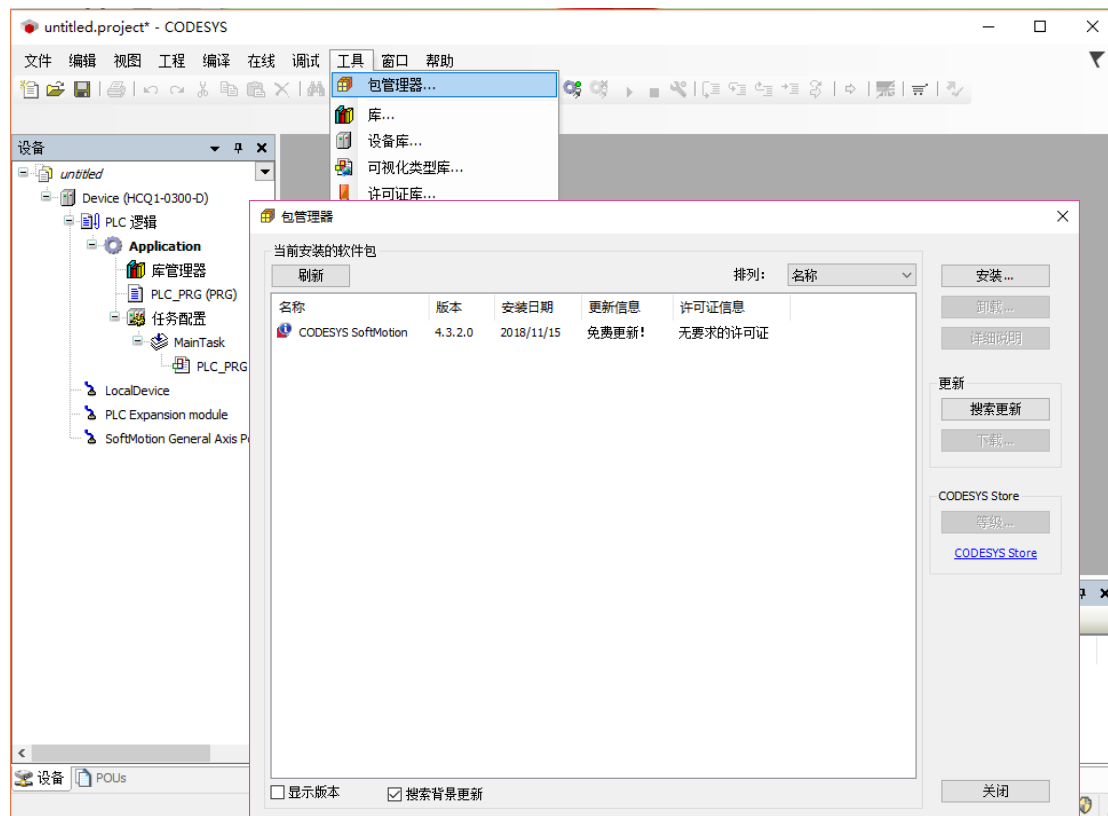 untitled.project* - CODESYS
文件 编辑 视图 工程 编译 在线 调试 工具 窗口 帮助
包管理器...
库...
设备库...
可视化类型库...
许可证库...
设备
untitled
Device (HCQ1-0300-D)
PLC 逻辑
Application
库管理器
PLC_PRG (PRG)
任务配置
MainTask
PLC_PRG
LocalDevice
PLC Expansion module
SoftMotion General Axis P
设备 POUs
包管理器
当前安装的软件包
刷新 排列: 名称
名称 版本 安装日期 更新信息 许可证信息
CODESYS SoftMotion 4.3.2.0 2018/11/15 免费更新! 无要求的许可证
安装...
卸载...
详细说明
更新
搜索更新
下载...
CODESYS Store
等级...
CODESYS Store
显示版本 搜索背景更新
关闭